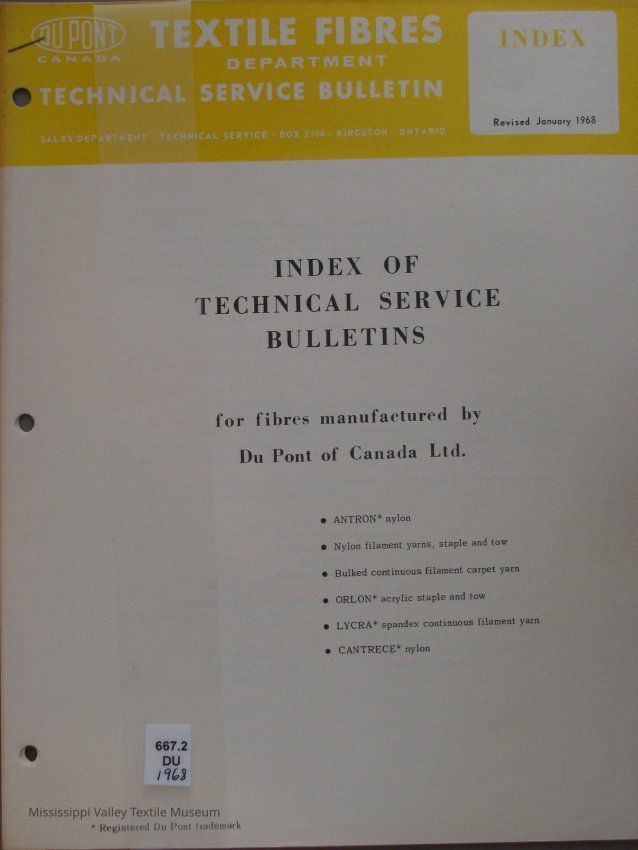 DU PONT
CANADA
TEXTILE FIBRES
DEPARTMENT
TECHNICAL SERVICE BULLETIN
SALES DEPARTMENT - TECHNICAL SERVICE - BOX 2100 - KINGSTON - ONTARIO
INDEX
Revised January 1968
INDEX OF
TECHNICAL SERVICE
BULLETINS
for fibres manufactured by
Du Pont of Canada Ltd.
• ANTRON* nylon
• Nylon filament yarns, staple and tow
• Bulked continuous filament carpet yarn
• ORLON* acrylic staple and tow
• LYCRA* spandex continuous filament yarn
• CANTRECE* nylon
667.2
DU
1968
Mississippi Valley Textile Museum
* Registered Du Pont trademark